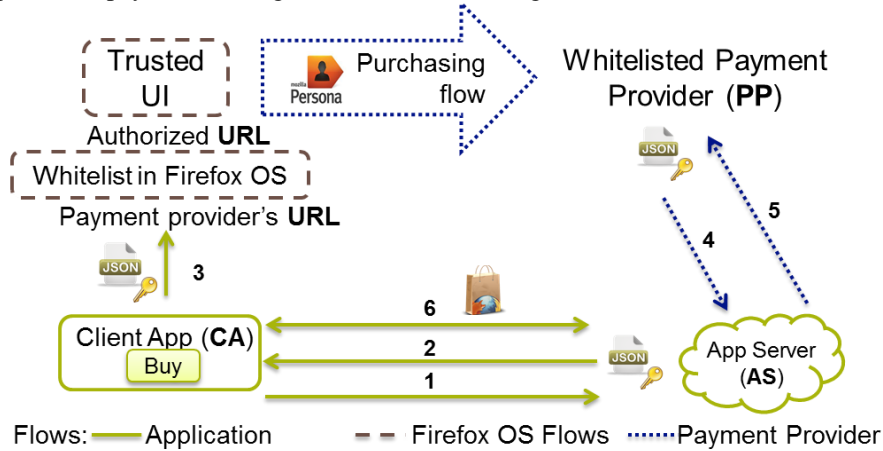 Trusted
UI
mozilla
Persona
Purchasing
flow
Whitelisted Payment
Provider (PP)
Authorized URL
Whitelist in Firefox OS
Payment provider's URL
JSON
JSON
3
4
5
6
Client App (CA)
Buy
2
1
JSON
App Server
(AS)
Flows: Application
Firefox OS Flows
Payment Provider